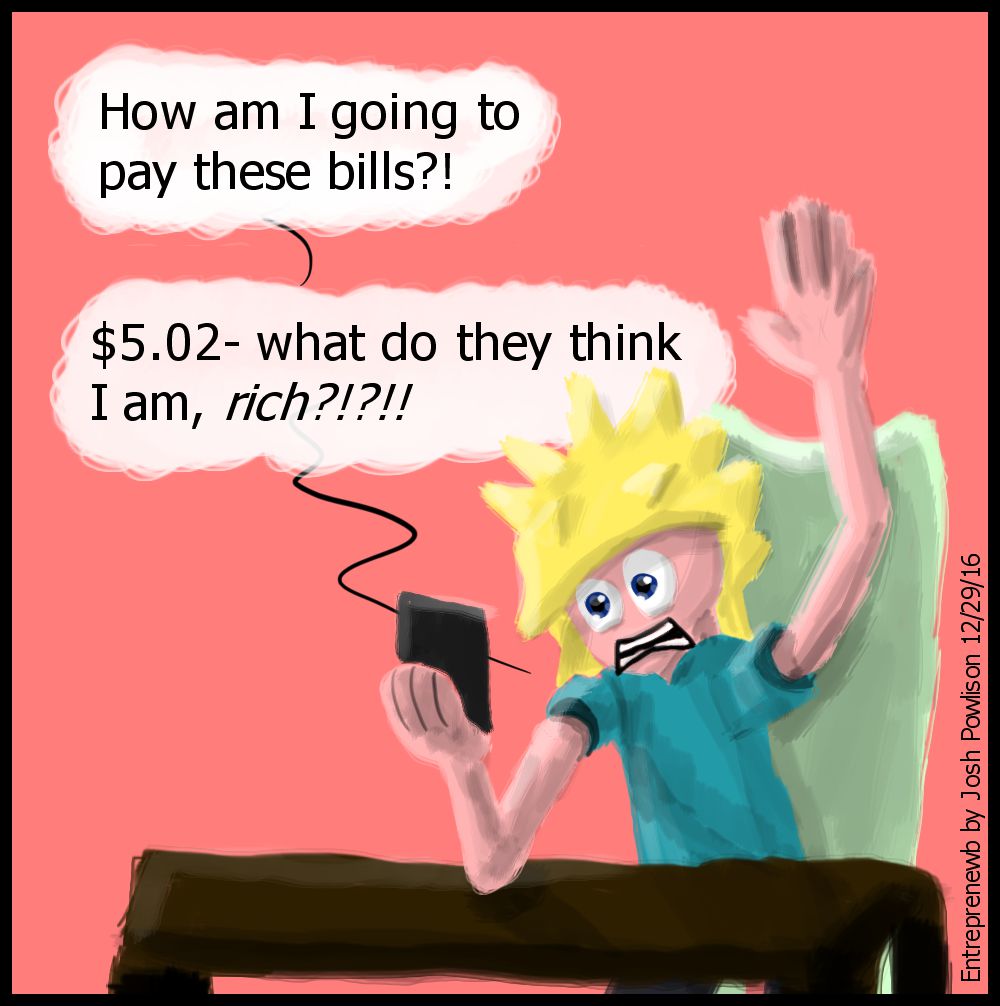 How am I going to
pay these bills?!
$5.02- what do they think
I am, rich?!?!!
Entreprenewb by Josh Powlison 12/29/16